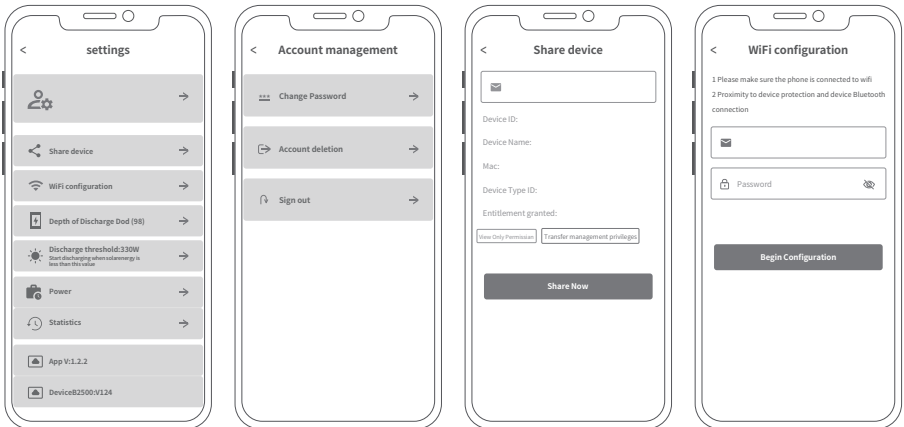 < settings
Share device
WiFi configuration
Depth of Discharge Dod (98)
Discharge threshold:330W
Start discharging when solarenergy is
less than this value
Power
Statistics
App V:1.2.2
DeviceB2500:V124
< Account management
*** Change Password
Account deletion
Sign out
< Share device
Device ID:
Device Name:
Mac:
Device Type ID:
Entitlement granted:
View Only Permission Transfer management privileges
Share Now
< WiFi configuration
1 Please make sure the phone is connected to wifi
2 Proximity to device protection and device Bluetooth
connection
Password
Begin Configuration